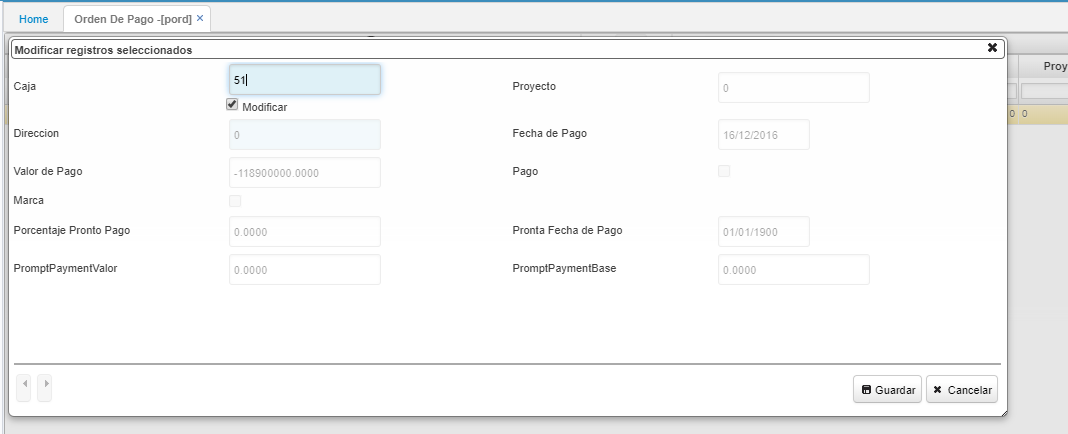 Home Orden De Pago -[pord] ×
Modificar registros seleccionados
Proy
Caja 51 Proyecto 0
Modificar
0 0
Direccion 0 Fecha de Pago 16/12/2016
Valor de Pago -118900000.0000 Pago
Marca
Porcentaje Pronto Pago 0.0000 Pronta Fecha de Pago 01/01/1900
PromptPaymentValor 0.0000 PromptPaymentBase 0.0000
Guardar Cancelar